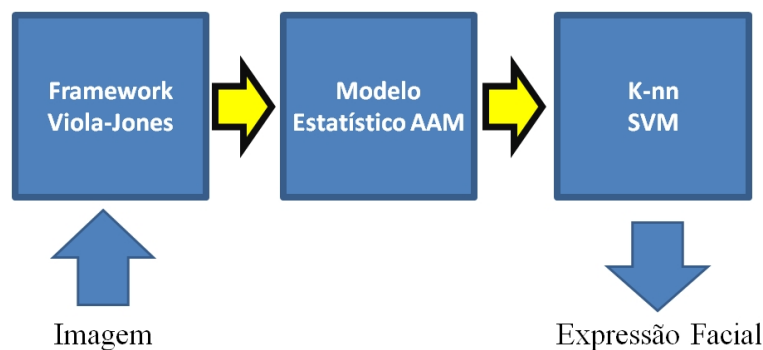 Framework
Viola-Jones
Modelo
Estatístico AAM
K-nn
SVM
Imagem
Expressão Facial